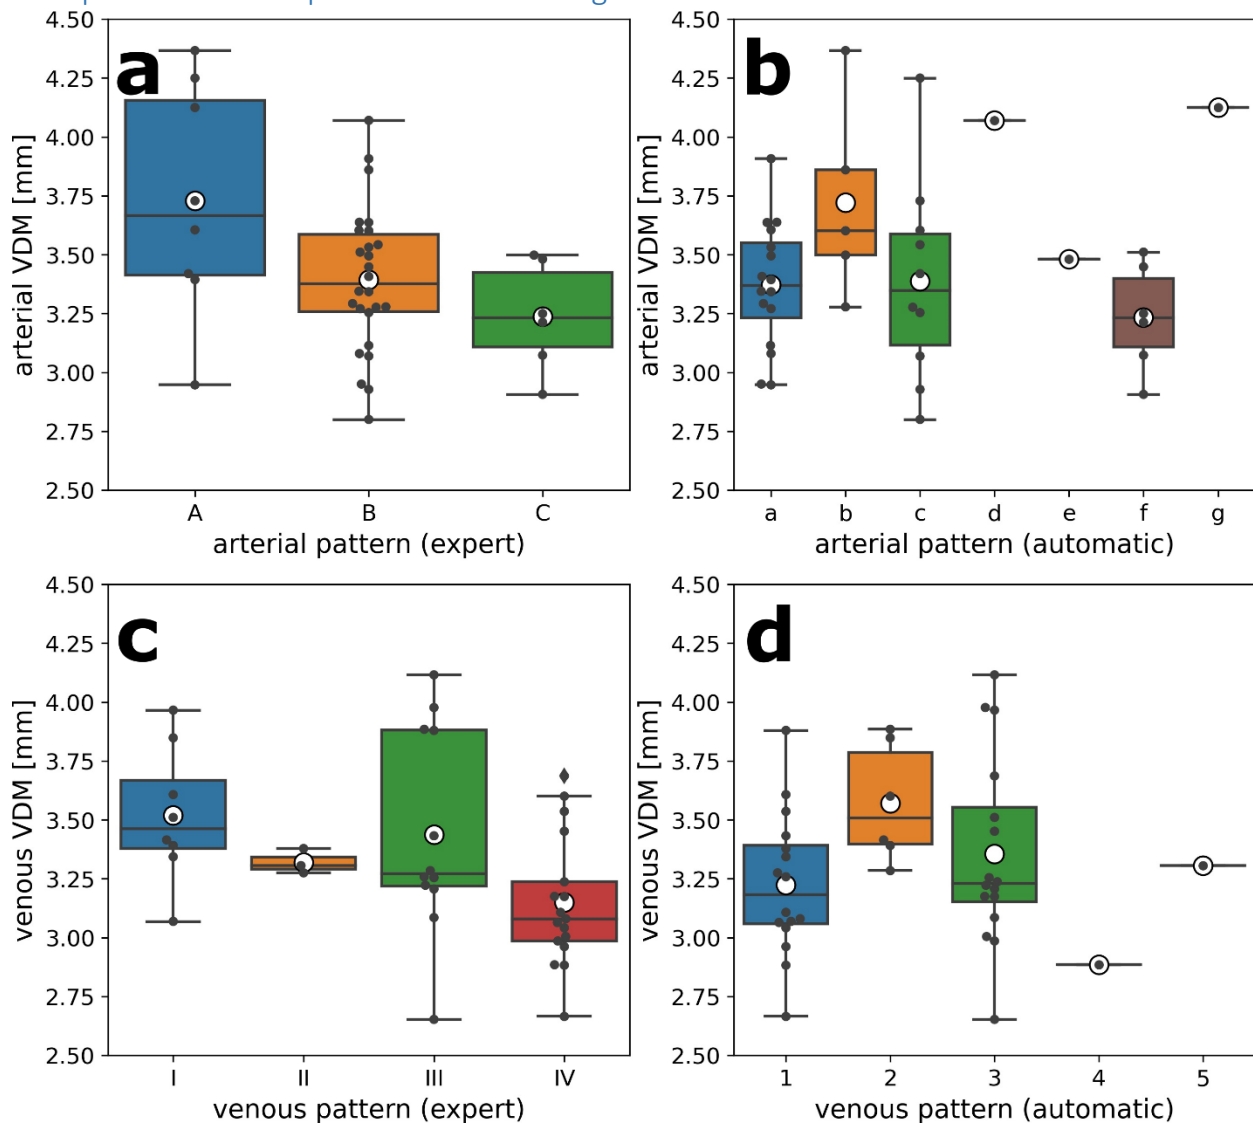 a
4.50
4.25
4.00
3.75
3.50
3.25
3.00
2.75
2.50
arterial VDM [mm]
A B C
arterial pattern (expert)
b
4.50
4.25
4.00
3.75
3.50
3.25
3.00
2.75
2.50
arterial VDM [mm]
a b c d e f g
arterial pattern (automatic)
c
4.50
4.25
4.00
3.75
3.50
3.25
3.00
2.75
2.50
venous VDM [mm]
I II III IV
venous pattern (expert)
d
4.50
4.25
4.00
3.75
3.50
3.25
3.00
2.75
2.50
venous VDM [mm]
1 2 3 4 5
venous pattern (automatic)